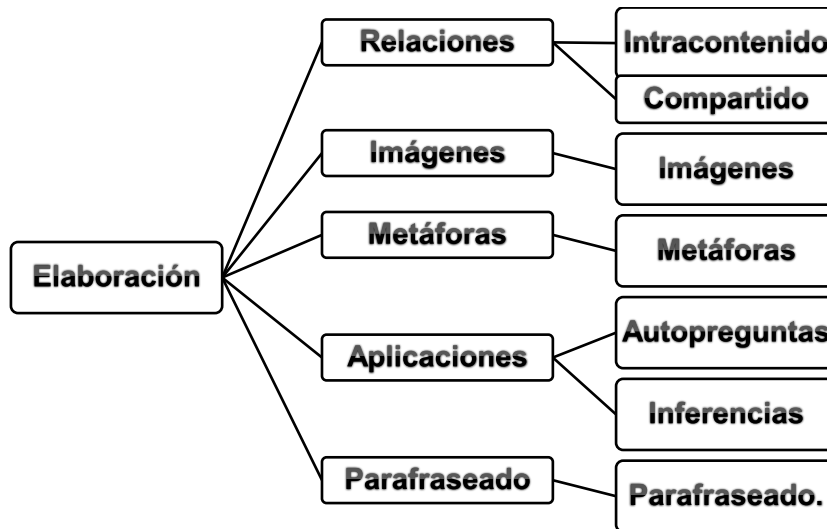 Elaboración
Relaciones
Intracontenido
Compartido
Imágenes
Imágenes
Metáforas
Metáforas
Aplicaciones
Autopreguntas
Inferencias
Parafraseado
Parafraseado.